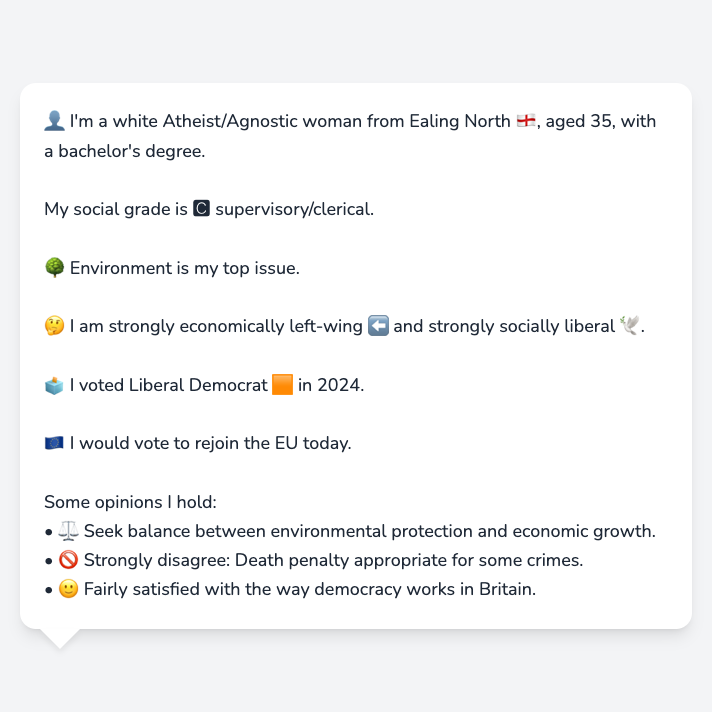 👤 I'm a white Atheist/Agnostic woman from Ealing North 🏴󠁧󠁢󠁥󠁮󠁧󠁿, aged 35, with
a bachelor's degree.
My social grade is 🅲 supervisory/clerical.
🌳 Environment is my top issue.
🤔 I am strongly economically left-wing ⬅️ and strongly socially liberal 🕊️.
🗳️ I voted Liberal Democrat 🟧 in 2024.
🇪🇺 I would vote to rejoin the EU today.
Some opinions I hold:
• ⚖️ Seek balance between environmental protection and economic growth.
• 🚫 Strongly disagree: Death penalty appropriate for some crimes.
• 🙂 Fairly satisfied with the way democracy works in Britain.